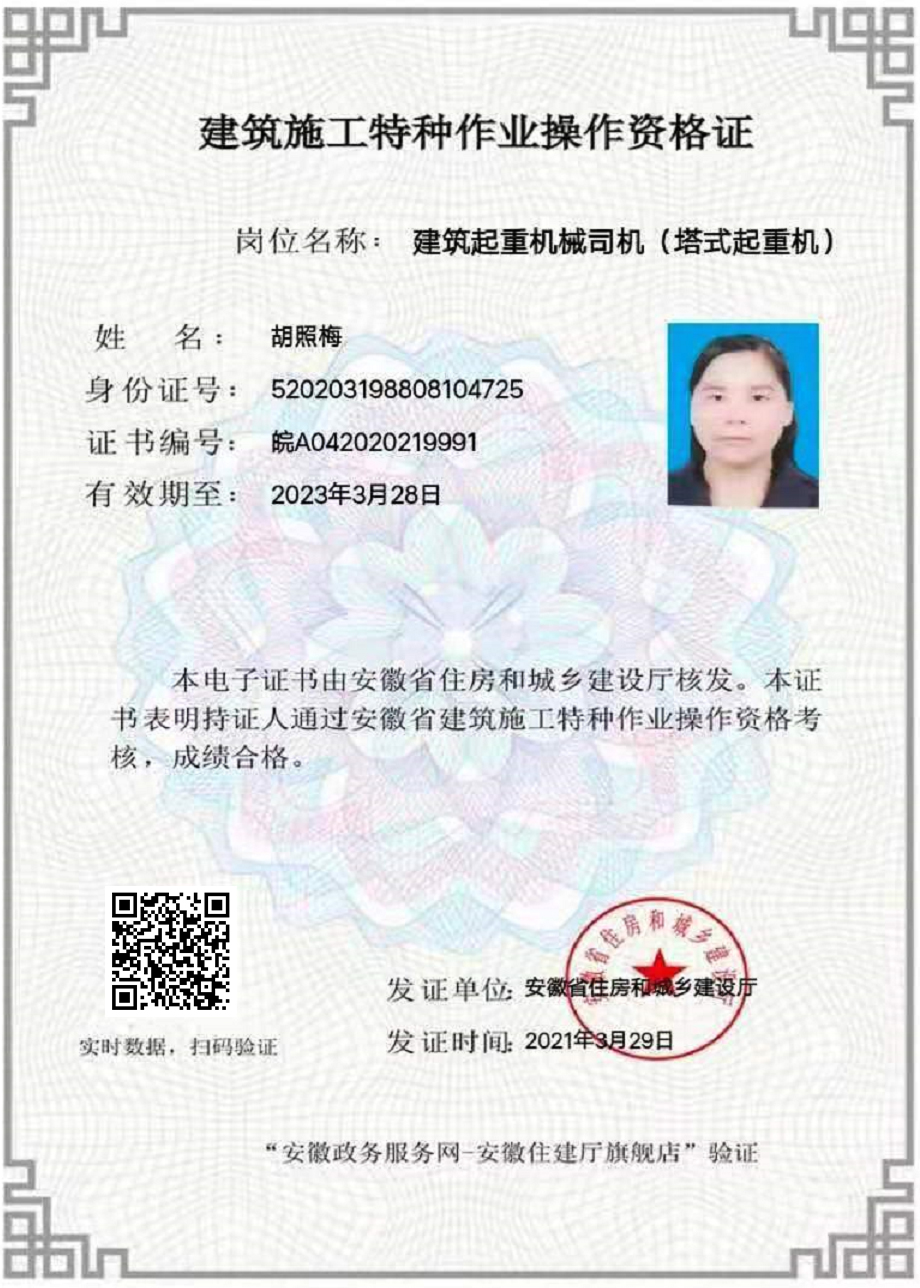 建筑施工特种作业操作资格证
岗位名称： 建筑起重机械司机（塔式起重机）
姓 名： 胡照梅
身份证号： 520203198808104725
证书编号： 皖A042020219991
有效期至： 2023年3月28日
本电子证书由安徽省住房和城乡建设厅核发。本证
书表明持证人通过安徽省建筑施工特种作业操作资格考
核，成绩合格。
安徽省住房和城乡建设厅
发证单位: 安徽省住房和城乡建设厅
发证时间: 2021年3月29日
实时数据，扫码验证
“安徽政务服务网-安徽住建厅旗舰店”验证